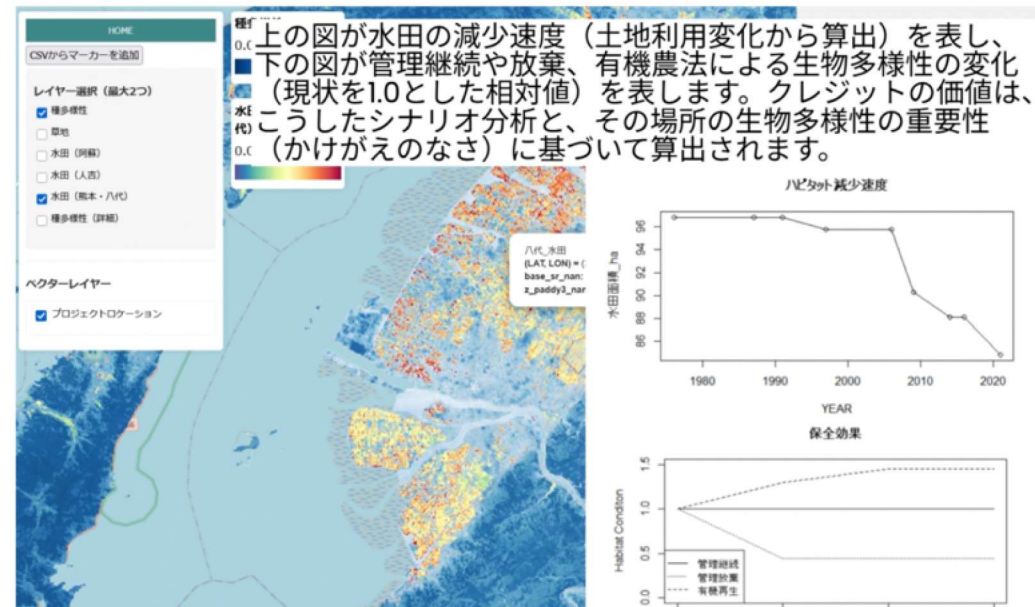 HOME
CSVからマーカーを追加
レイヤー選択（最大2つ）
種多様性
草地
水田（阿蘇）
水田（人吉）
水田（熊本・八代）
種多様性（詳細）
ベクターレイヤー
プロジェクトロケーション
上の図が水田の減少速度（土地利用変化から算出）を表し、
下の図が管理継続や放棄、有機農法による生物多様性の変化
（現状を1.0とした相対値）を表します。クレジットの価値は、
こうしたシナリオ分析と、その場所の生物多様性の重要性
（かけがえのなさ）に基づいて算出されます。
八代_水田
(LAT, LON) = (
base_sr_nan:
z_paddy3_nar
ハビタット減少速度
水田面積_ha
96
94
92
90
88
86
1980
1990
2000
2010
2020
YEAR
保全効果
Habitat Conditon
1.5
1.0
0.5
0.0
管理継続
管理放棄
有機再生